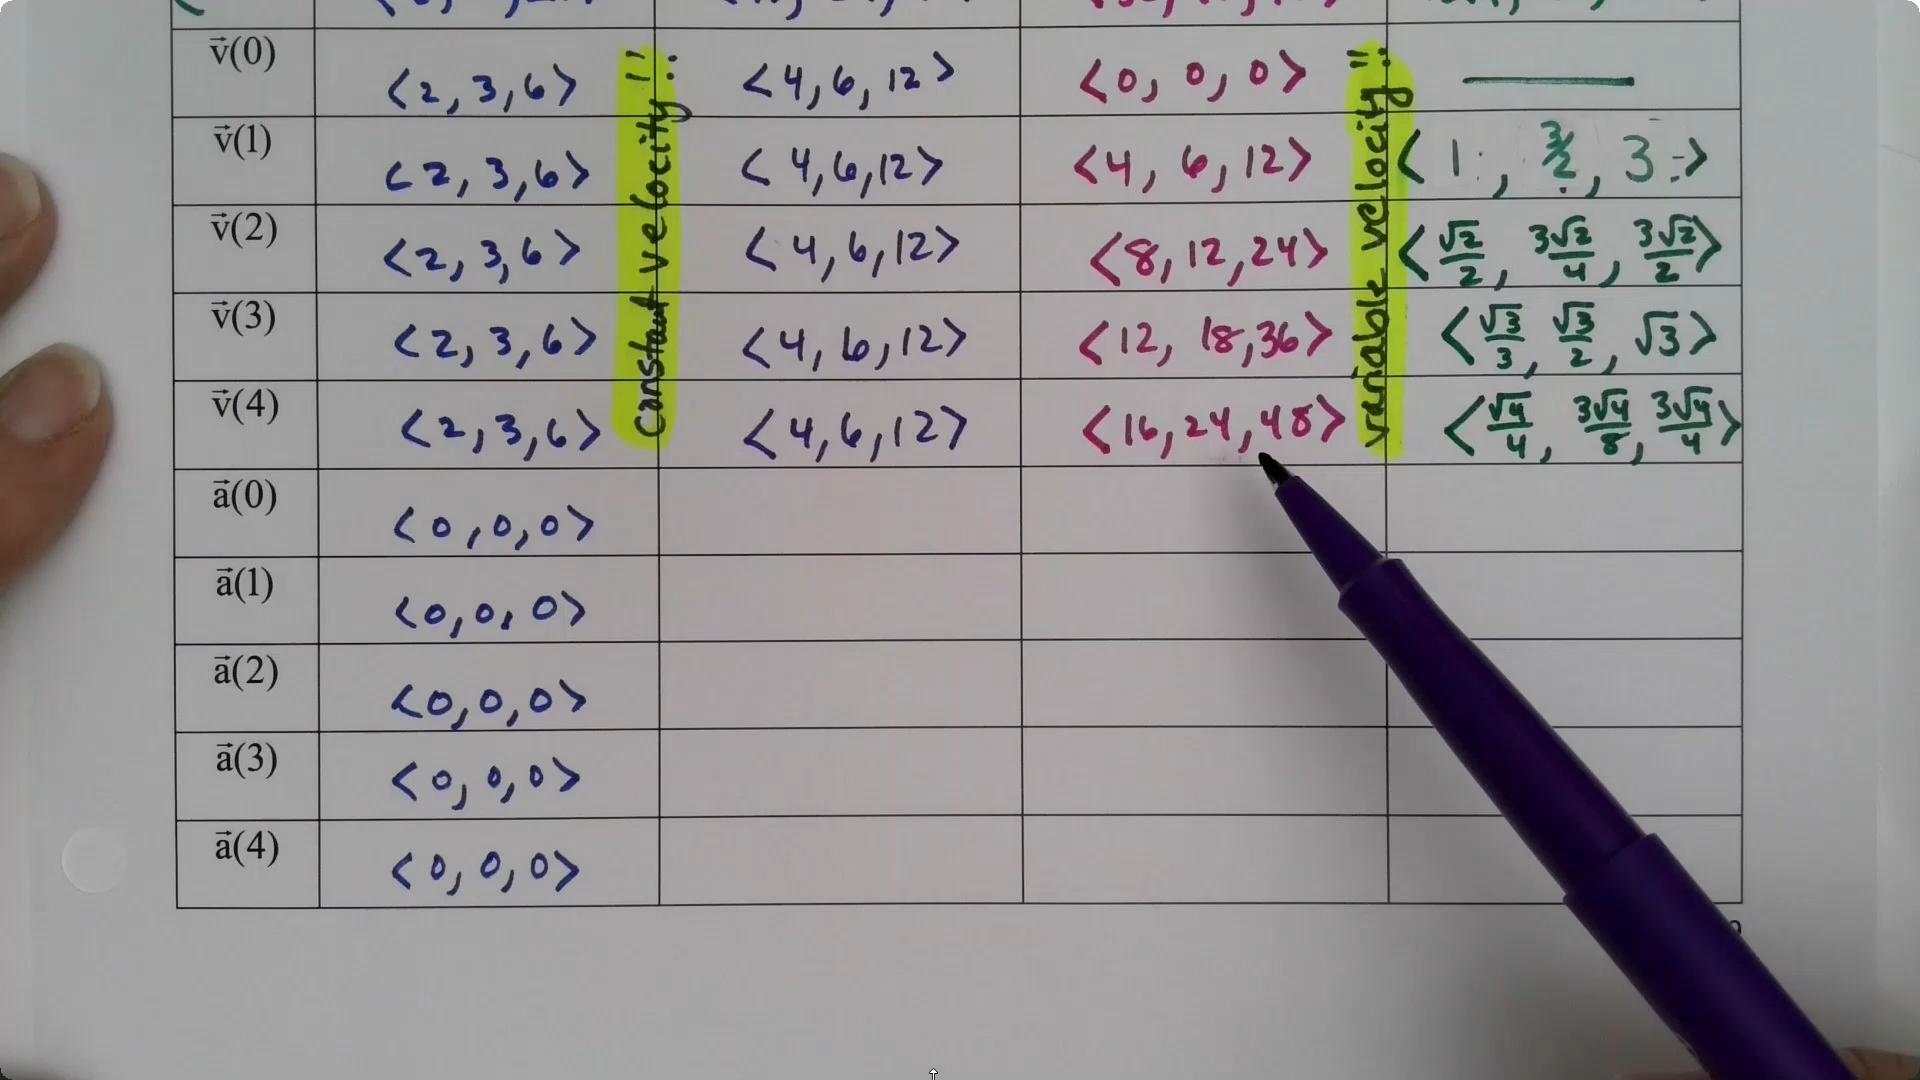 v⃗(0) <2, 3, 6> <4, 6, 12> <0, 0, 0> —
v⃗(1) <2, 3, 6> <4, 6, 12> <4, 6, 12> <1, 3/2, 3>
v⃗(2) <2, 3, 6> <4, 6, 12> <8, 12, 24> <√2/2, 3√2/4, 3√2/2>
v⃗(3) <2, 3, 6> <4, 6, 12> <12, 18, 36> <√3/3, √3/2, √3>
v⃗(4) <2, 3, 6> <4, 6, 12> <16, 24, 48> <√4/4, 3√4/8, 3√4/4>
constant velocity!!
variable velocity!!
a⃗(0) <0, 0, 0>
a⃗(1) <0, 0, 0>
a⃗(2) <0, 0, 0>
a⃗(3) <0, 0, 0>
a⃗(4) <0, 0, 0>